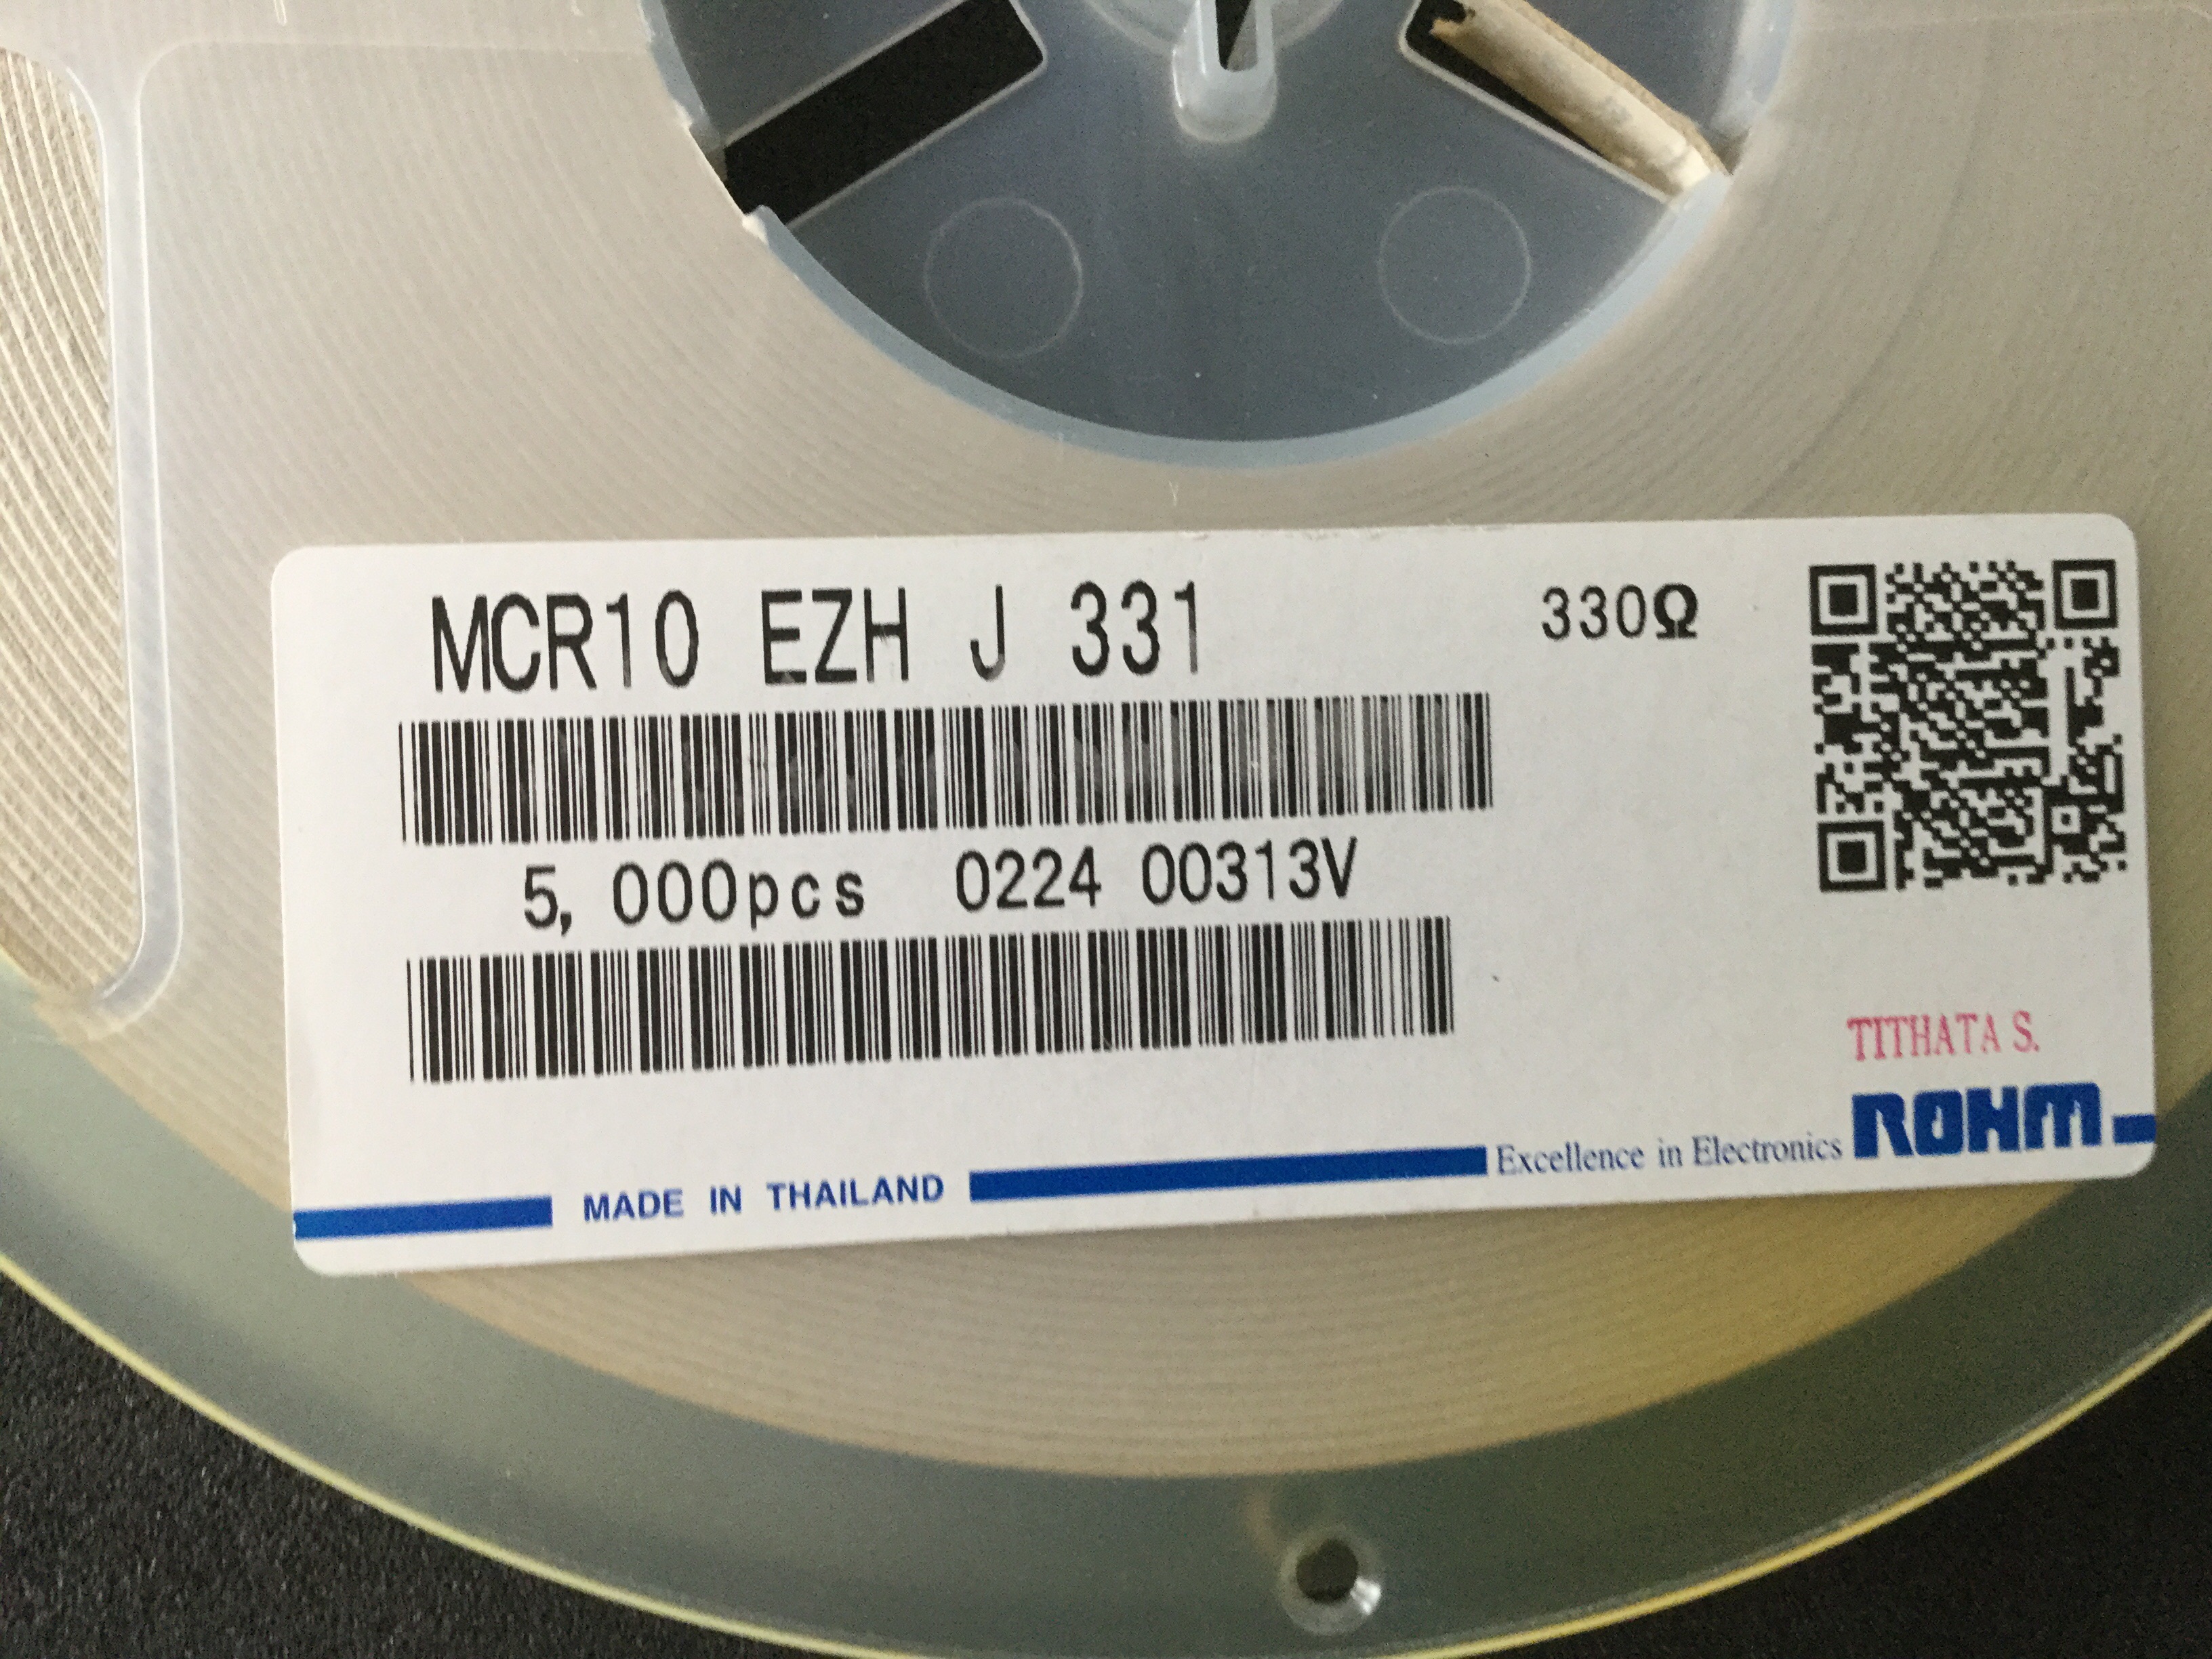 MCR10 EZH J 331 330Ω
5,000pcs 0224 00313V
TITHATA S.
MADE IN THAILAND Excellence in Electronics ROHM